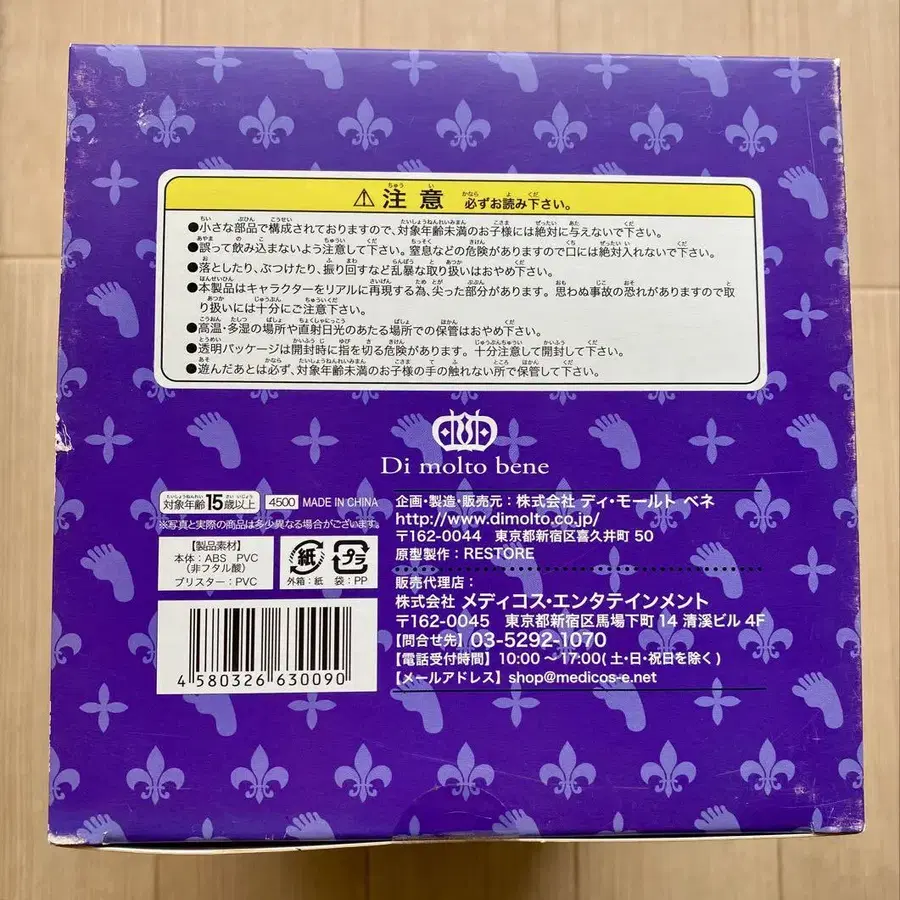 ⚠注意 必ずお読み下さい。
●小さな部品で構成されておりますので、対象年齢未満のお子様には絶対に与えないで下さい。
●誤って飲み込まないよう注意して下さい。窒息などの危険がありますので口には絶対入れないで下さい。
●落としたり、ぶつけたり、振り回すなど乱暴な取り扱いはおやめ下さい。
●本製品はキャラクターをリアルに再現する為、尖った部分があります。思わぬ事故の恐れがありますので取
り扱いには十分にご注意下さい。
●高温・多湿の場所や直射日光のあたる場所での保管はおやめ下さい。
●透明パッケージは開封時に指を切る危険があります。十分注意して開封して下さい。
●遊んだあとは必ず、対象年齢未満のお子様の手の触れない所で保管して下さい。
Di molto bene
対象年齢15歳以上 4500 MADE IN CHINA
※写真と実際の商品は多少異なる場合がございます。
【製品素材】
本体:ABS PVC
(非フタル酸)
ブリスター:PVC
紙 プラ
外箱:紙 袋:PP
4 580326 630090
企画・製造・販売元:株式会社 ディ・モールト ベネ
http://www.dimolto.co.jp/
〒162-0044 東京都新宿区喜久井町 50
原型製作:RESTORE
販売代理店:
株式会社 メディコス・エンタテインメント
〒162-0045 東京都新宿区馬場下町 14 清溪ビル 4F
【問合せ先】03-5292-1070
【電話受付時間】10:00~17:00(土・日・祝日を除く)
【メールアドレス】shop@medicos-e.net